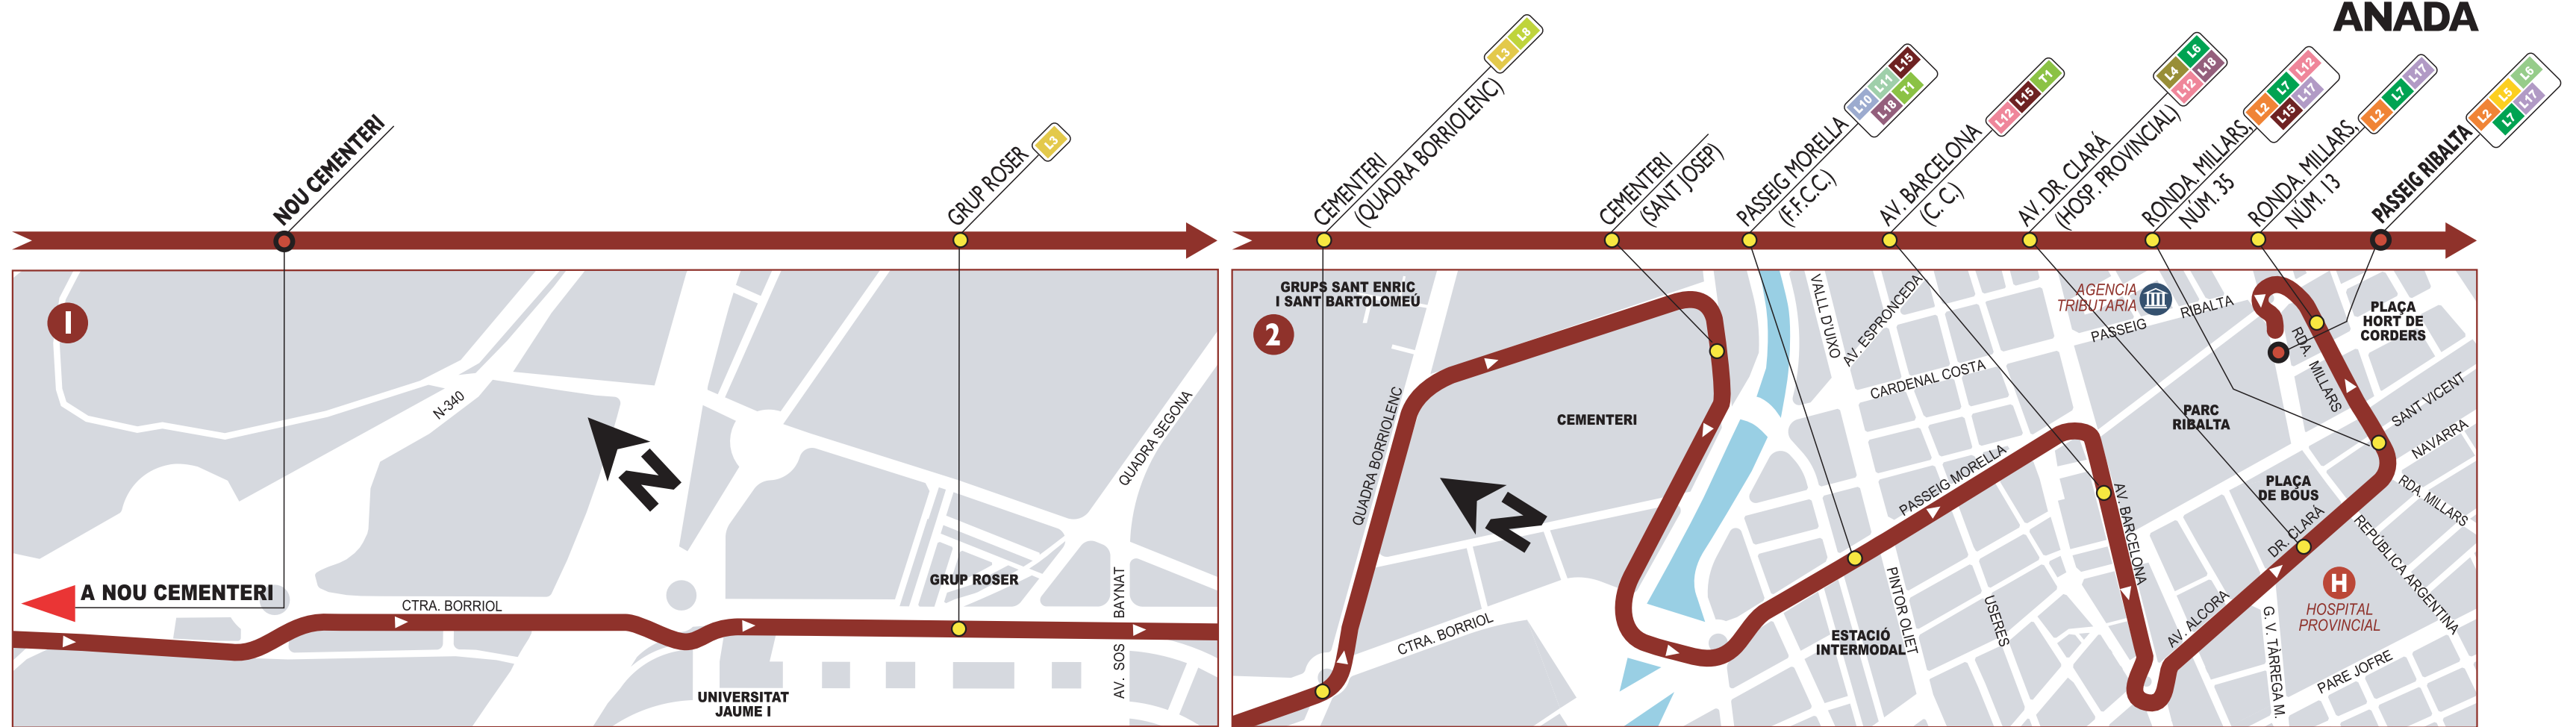 ANADA
NOU CEMENTERI
GRUP ROSER
L3
CEMENTERI
(QUADRA BORRIOLENC)
L3 L8
CEMENTERI
(SANT JOSEP)
PASSEIG MORELLA
(F.F.C.C.)
L10 L11 L15
L18 T1
AV. BARCELONA
(C. C.)
L12 L15 T1
AV. DR. CLARÁ
(HOSP. PROVINCIAL)
L4 L6
L12 L18
RONDA. MILLARS,
NÚM. 35
L2 L7 L12
L15 L17
RONDA. MILLARS,
NÚM. 13
L2 L7 L17
PASSEIG RIBALTA
L2 L5 L6
L7 L17
1
N-340
N
QUADRA SEGONA
A NOU CEMENTERI
CTRA. BORRIOL
GRUP ROSER
AV. SOS BAYNAT
UNIVERSITAT
JAUME I
2
GRUPS SANT ENRIC
I SANT BARTOLOMEÚ
QUADRA BORRIOLENC
CEMENTERI
N
CTRA. BORRIOL
VALLL D'UIXO
AV. ESPRONCEDA
AGENCIA
TRIBUTARIA
PASSEIG RIBALTA
CARDENAL COSTA
PLAÇA
HORT DE
CORDERS
RDA. MILLARS
PARC
RIBALTA
SANT VICENT
NAVARRA
PASSEIG MORELLA
PLAÇA
DE BOUS
RDA. MILLARS
AV. BARCELONA
DR. CLARÁ
REPÚBLICA ARGENTINA
PINTOR OLIET
USERES
ESTACIÓ
INTERMODAL
AV. ALCORA
H
HOSPITAL
PROVINCIAL
G. V. TÀRREGA M.
PARE JOFRE